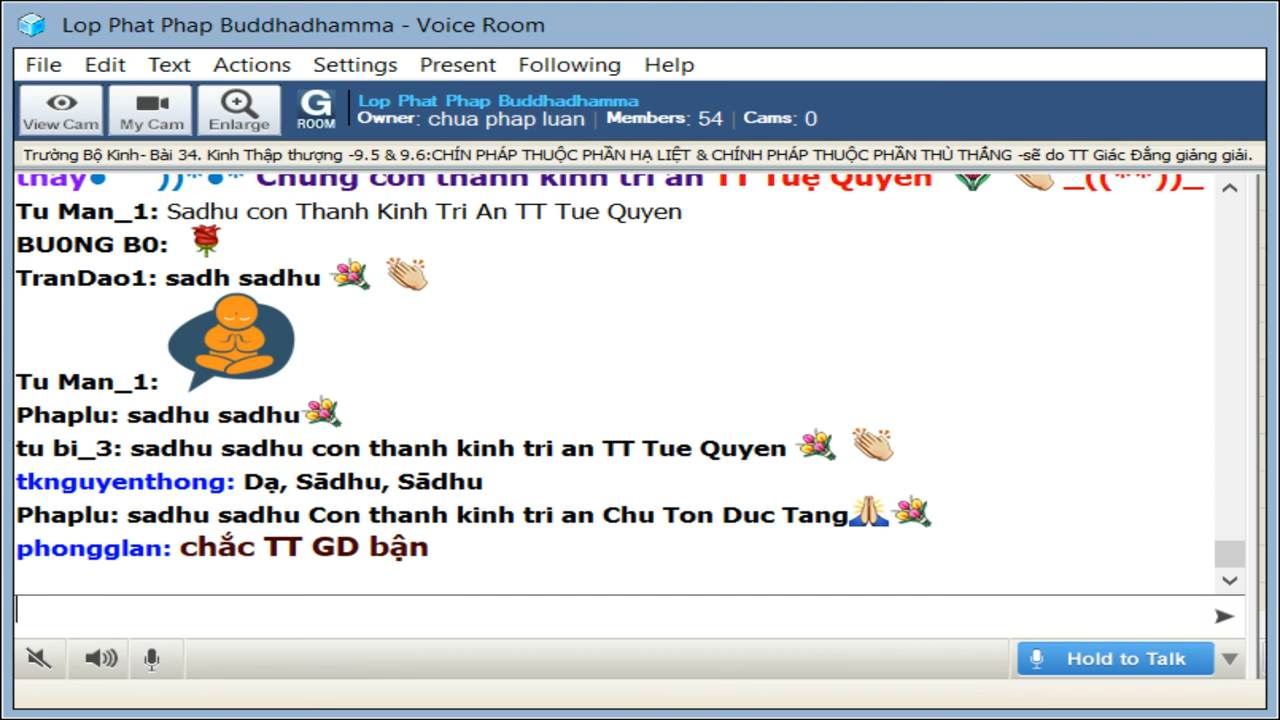 Lop Phat Phap Buddhadhamma - Voice Room
File Edit Text Actions Settings Present Following Help
View Cam My Cam Enlarge G ROOM
Lop Phat Phap Buddhadhamma
Owner: chua phap luan | Members: 54 | Cams: 0
Trường Bộ Kinh- Bài 34. Kinh Thập thượng -9.5 & 9.6:CHÍN PHÁP THUỘC PHẦN HẠ LIỆT & CHÍNH PHÁP THUỘC PHẦN THÙ THẮNG -sẽ do TT Giác Đẳng giảng giải.
))*●* Chúng con thành kính tri ân TT Tuệ Quyền _((**))_
Tu Man_1: Sadhu con Thanh Kinh Tri An TT Tue Quyen
BU0NG B0:
TranDao1: sadh sadhu
Tu Man_1:
Phaplu: sadhu sadhu
tu bi_3: sadhu sadhu con thanh kinh tri an TT Tue Quyen
tknguyenthong: Dạ, Sādhu, Sādhu
Phaplu: sadhu sadhu Con thanh kinh tri an Chu Ton Duc Tang
phongglan: chắc TT GD bận
Hold to Talk